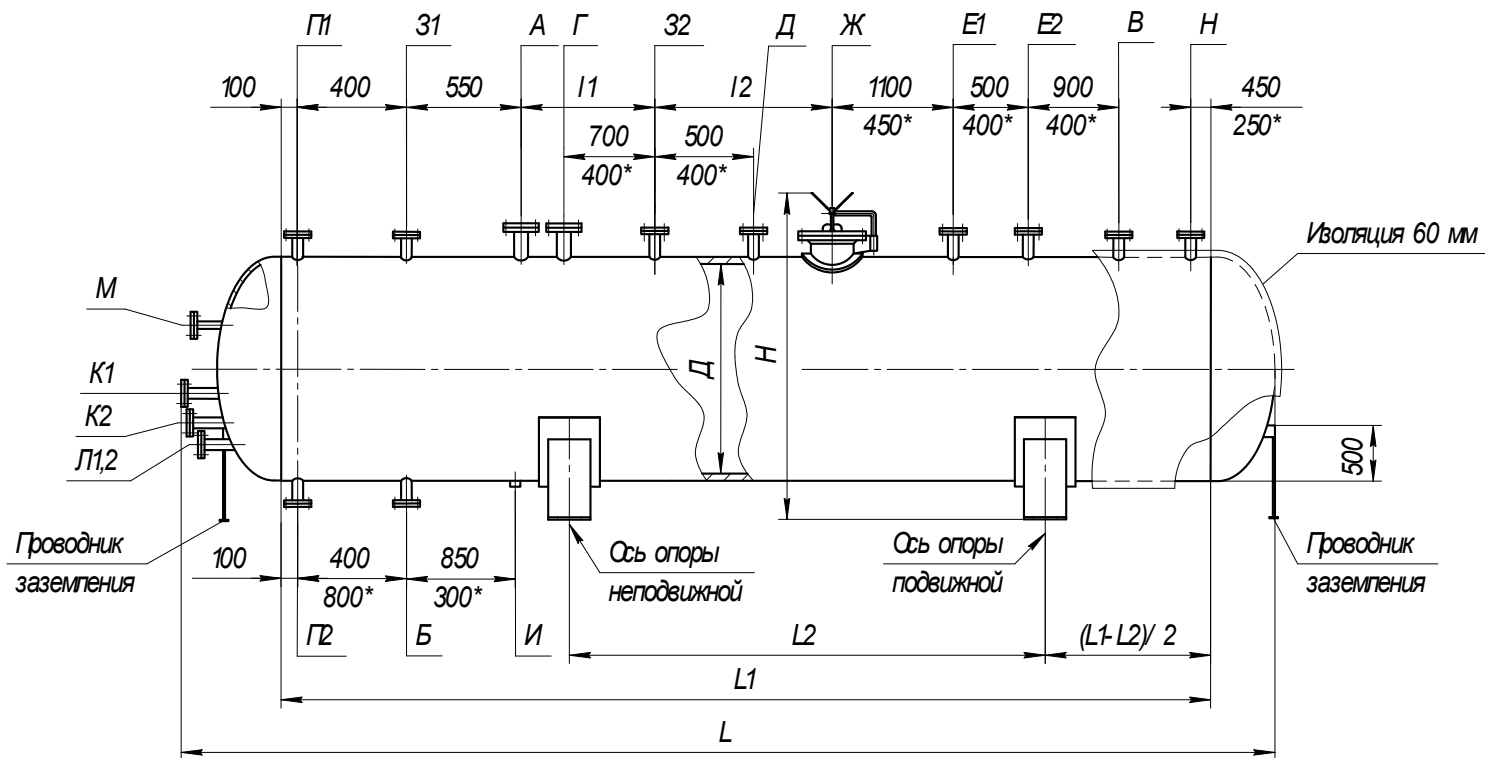 П1 З1 А Г З2 Д Ж Е1 Е2 В Н
100 400 550 l1 l2 1100 500 900 450
450* 400* 400* 250*
700 500
400* 400*
Изоляция 60 мм
М
К1
К2
Л1,2
Д
Н
500
Проводник
заземления
Ось опоры
неподвижной
Ось опоры
подвижной
Проводник
заземления
100 400 850
800* 300*
П2 Б И
L2 (L1-L2)/ 2
L1
L